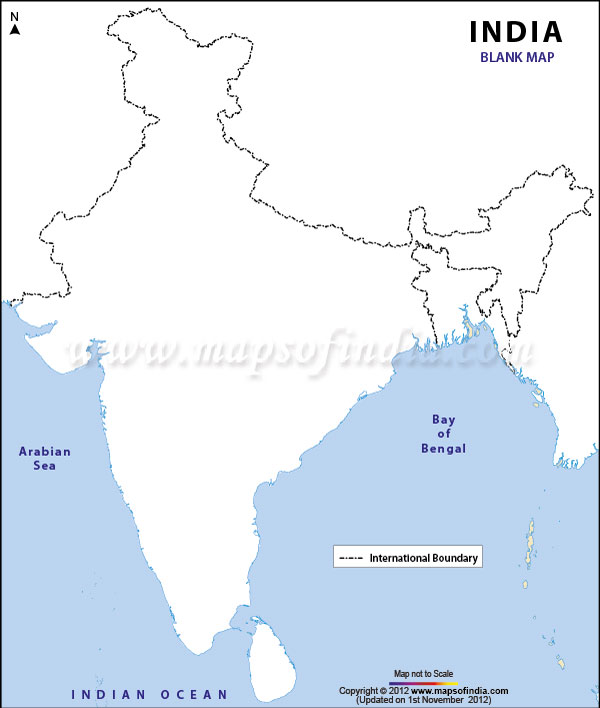 N
INDIA
BLANK MAP
www.mapsofindia.com
Arabian
Sea
Bay
of
Bengal
International Boundary
INDIAN OCEAN
Map not to Scale
Copyright © 2012 www.mapsofindia.com
(Updated on 1st November 2012)